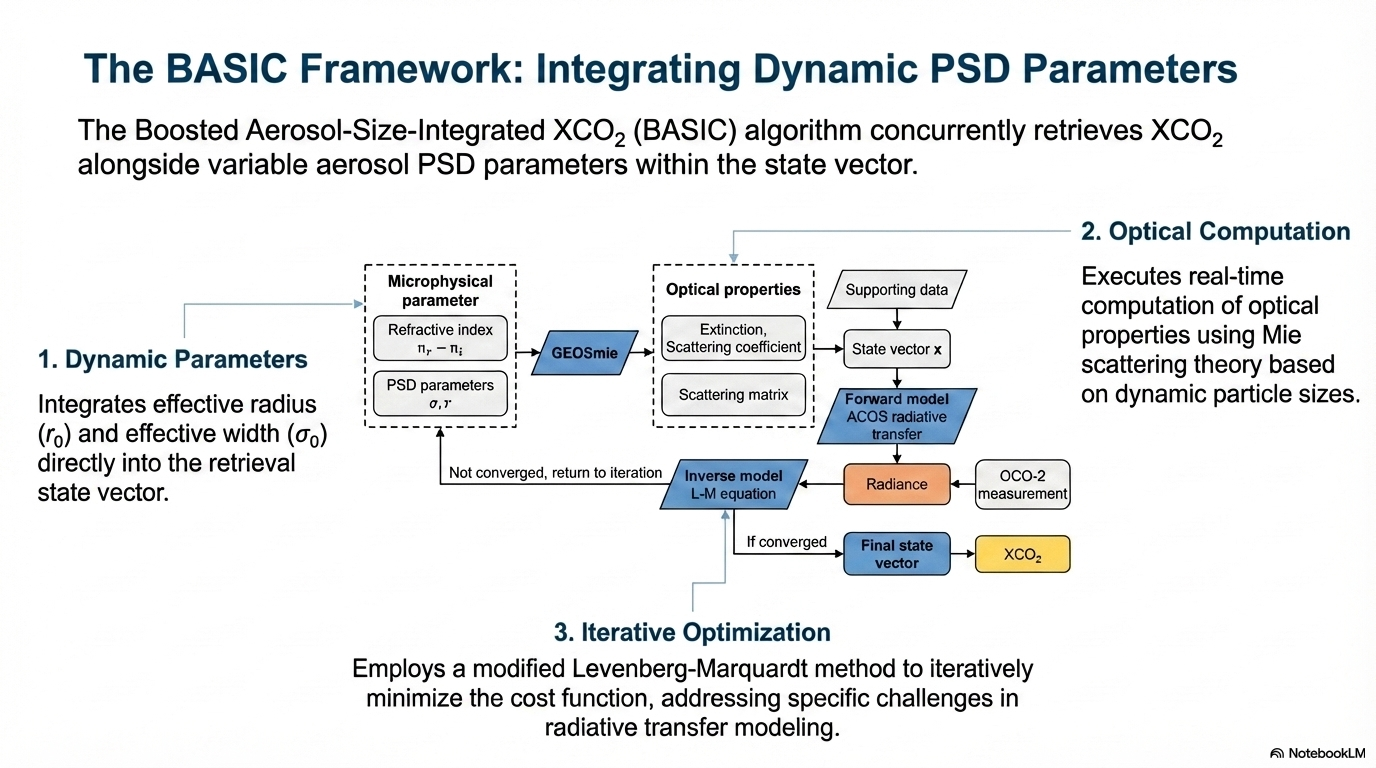 The BASIC Framework: Integrating Dynamic PSD Parameters
The Boosted Aerosol-Size-Integrated XCO₂ (BASIC) algorithm concurrently retrieves XCO₂
alongside variable aerosol PSD parameters within the state vector.
1. Dynamic Parameters
Integrates effective radius
(r₀) and effective width (σ₀)
directly into the retrieval
state vector.
Microphysical
parameter
Refractive index
n_r − n_i
PSD parameters
σ, r
GEOSmie
Optical properties
Extinction,
Scattering coefficient
Scattering matrix
Supporting data
State vector x
Forward model
ACOS radiative
transfer
Radiance
OCO-2
measurement
Inverse model
L-M equation
Not converged, return to iteration
If converged
Final state
vector
XCO₂
2. Optical Computation
Executes real-time
computation of optical
properties using Mie
scattering theory based
on dynamic particle sizes.
3. Iterative Optimization
Employs a modified Levenberg-Marquardt method to iteratively
minimize the cost function, addressing specific challenges in
radiative transfer modeling.
NotebookLM